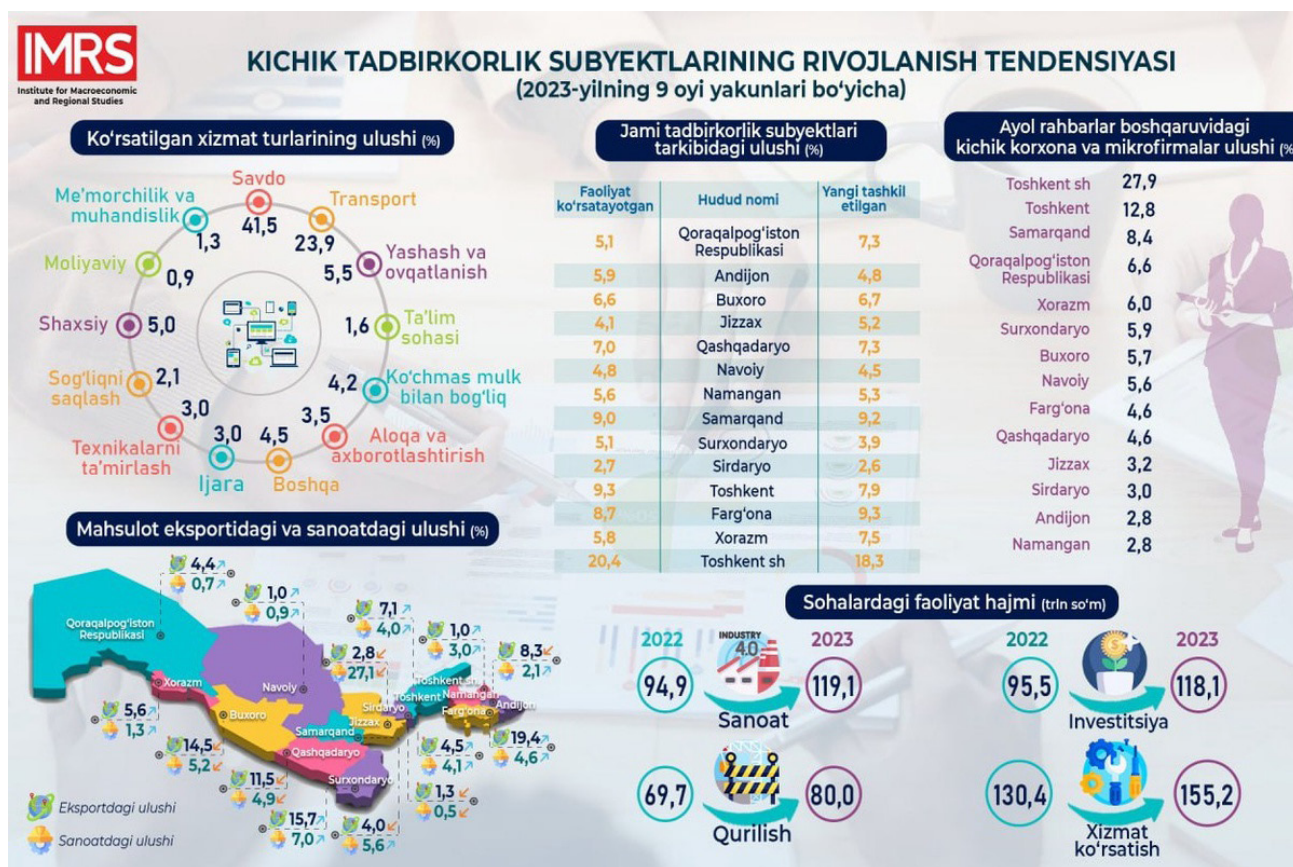 IMRS
Institute for Macroeconomic
and Regional Studies
KICHIK TADBIRKORLIK SUBYEKTLARINING RIVOJLANISH TENDENSIYASI
(2023-yilning 9 oyi yakunlari bo‘yicha)
Ko‘rsatilgan xizmat turlarining ulushi (%)
Savdo
41,5
Transport
23,9
Yashash va
ovqatlanish
5,5
Ta’lim
sohasi
1,6
Ko‘chmas mulk
bilan bog‘liq
4,2
Aloqa va
axborotlashtirish
3,5
Boshqa
4,5
Ijara
3,0
Texnikalarni
ta’mirlash
3,0
Sog‘liqni
saqlash
2,1
Shaxsiy
5,0
Moliyaviy
0,9
Me’morchilik va
muhandislik
1,3
Jami tadbirkorlik subyektlari
tarkibidagi ulushi (%)
Faoliyat
ko‘rsatayotgan
Hudud nomi
Yangi tashkil
etilgan
5,1 Qoraqalpog‘iston
Respublikasi 7,3
5,9 Andijon 4,8
6,6 Buxoro 6,7
4,1 Jizzax 5,2
7,0 Qashqadaryo 7,3
4,8 Navoiy 4,5
5,6 Namangan 5,3
9,0 Samarqand 9,2
5,1 Surxondaryo 3,9
2,7 Sirdaryo 2,6
9,3 Toshkent 7,9
8,7 Farg‘ona 9,3
5,8 Xorazm 7,5
20,4 Toshkent sh 18,3
Ayol rahbarlar boshqaruvidagi
kichik korxona va mikrofirmalar ulushi (%
Toshkent sh 27,9
Toshkent 12,8
Samarqand 8,4
Qoraqalpog‘iston
Respublikasi 6,6
Xorazm 6,0
Surxondaryo 5,9
Buxoro 5,7
Navoiy 5,6
Farg‘ona 4,6
Qashqadaryo 4,6
Jizzax 3,2
Sirdaryo 3,0
Andijon 2,8
Namangan 2,8
Mahsulot eksportidagi va sanoatdagi ulushi (%)
4,4
0,7
1,0
0,9
7,1
4,0
2,8
27,1
1,0
3,0
8,3
2,1
Qoraqalpog‘iston
Respublikasi
Xorazm
Navoiy
Buxoro
Samarqand
Qashqadaryo
Surxondaryo
Jizzax
Sirdaryo
Toshkent
Toshkent sh
Namangan
Farg‘ona
Andijon
5,6
1,3
14,5
5,2
11,5
4,9
15,7
7,0
4,0
5,6
1,3
0,5
4,5
4,1
19,4
4,6
Eksportdagi ulushi
Sanoatdagi ulushi
Sohalardagi faoliyat hajmi (trln so‘m)
2022
INDUSTRY
4.0
2023
94,9
119,1
Sanoat
2022
2023
95,5
118,1
Investitsiya
69,7
80,0
Qurilish
130,4
155,2
Xizmat
ko‘rsatish